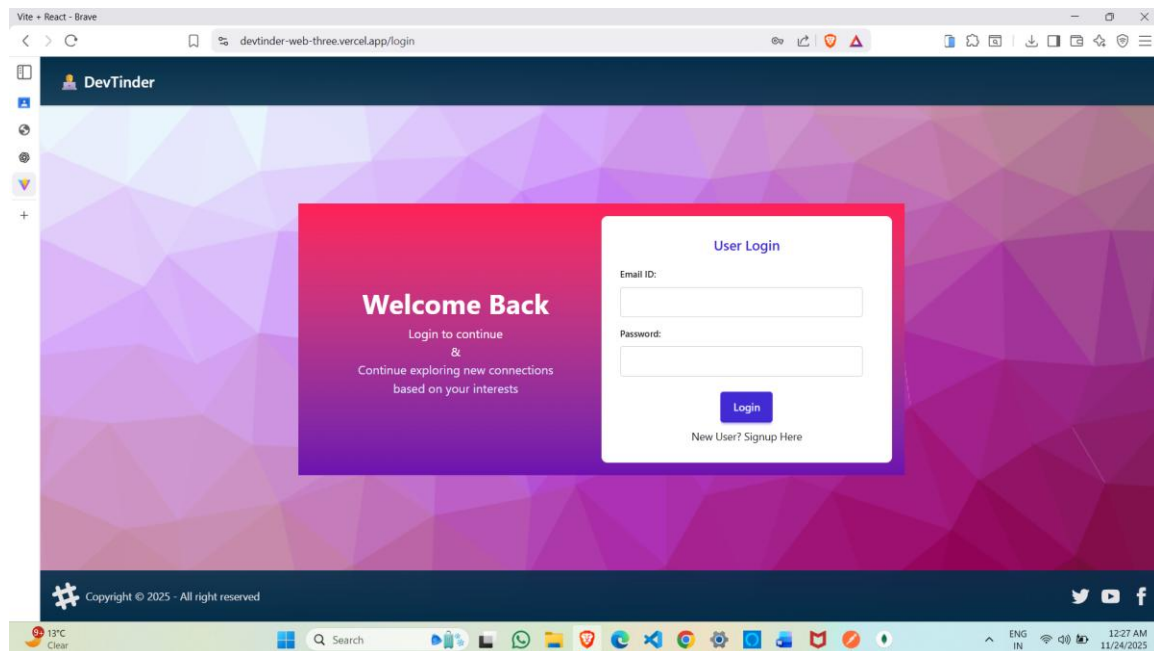 Vite + React - Brave
devtinder-web-three.vercel.app/login
DevTinder
Welcome Back
Login to continue
&
Continue exploring new connections
based on your interests
User Login
Email ID:
Password:
Login
New User? Signup Here
Copyright © 2025 - All right reserved
9+
13°C
Clear
Search
ENG
IN
12:27 AM
11/24/2025